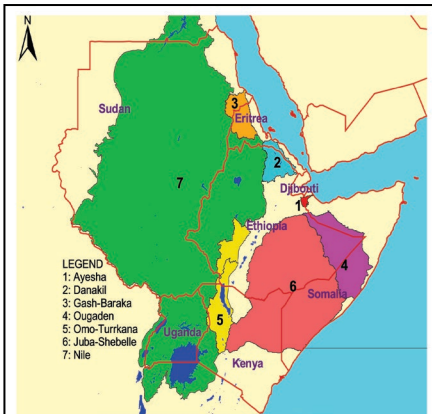 N
Sudan
3
Eritrea
2
7
Djibouti
1
Ethiopia
LEGEND
1: Ayesha
2: Danakil
3: Gash-Baraka
4: Ougaden
5: Omo-Turrkana
6: Juba-Shebelle
7: Nile
4
6
Somalia
5
Uganda
Kenya